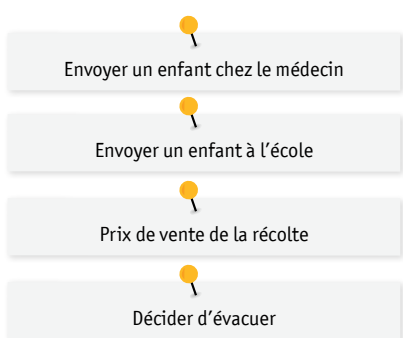 Envoyer un enfant chez le médecin
Envoyer un enfant à l’école
Prix de vente de la récolte
Décider d’évacuer